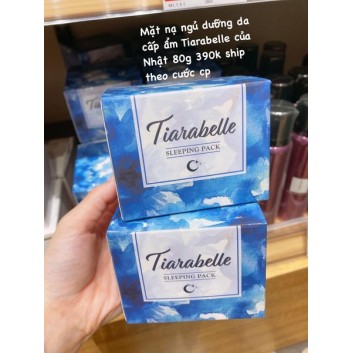 Mặt nạ ngủ dưỡng da
cấp ẩm Tiarabelle của
Nhật 80g 390k ship
theo cước cp
Tiarabelle
SLEEPING PACK
Tiarabelle
SLEEPING PACK